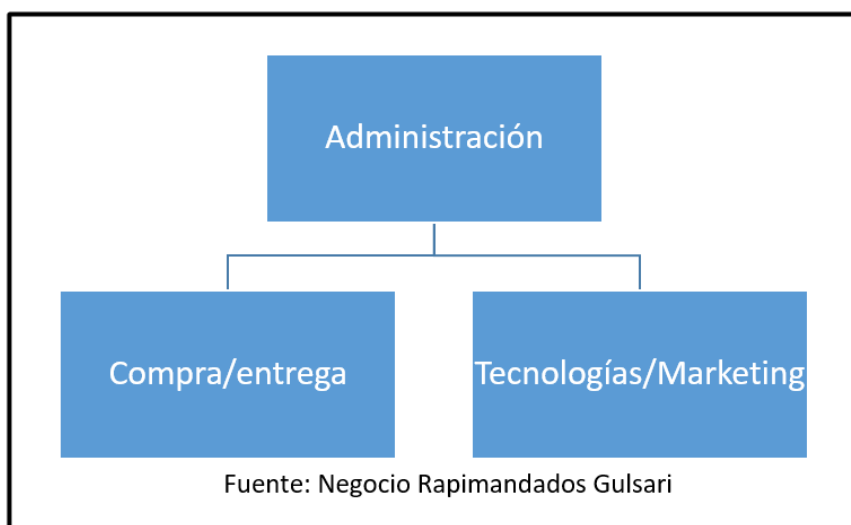 Administración
Compra/entrega
Tecnologías/Marketing
Fuente: Negocio Rapimandados Gulsari